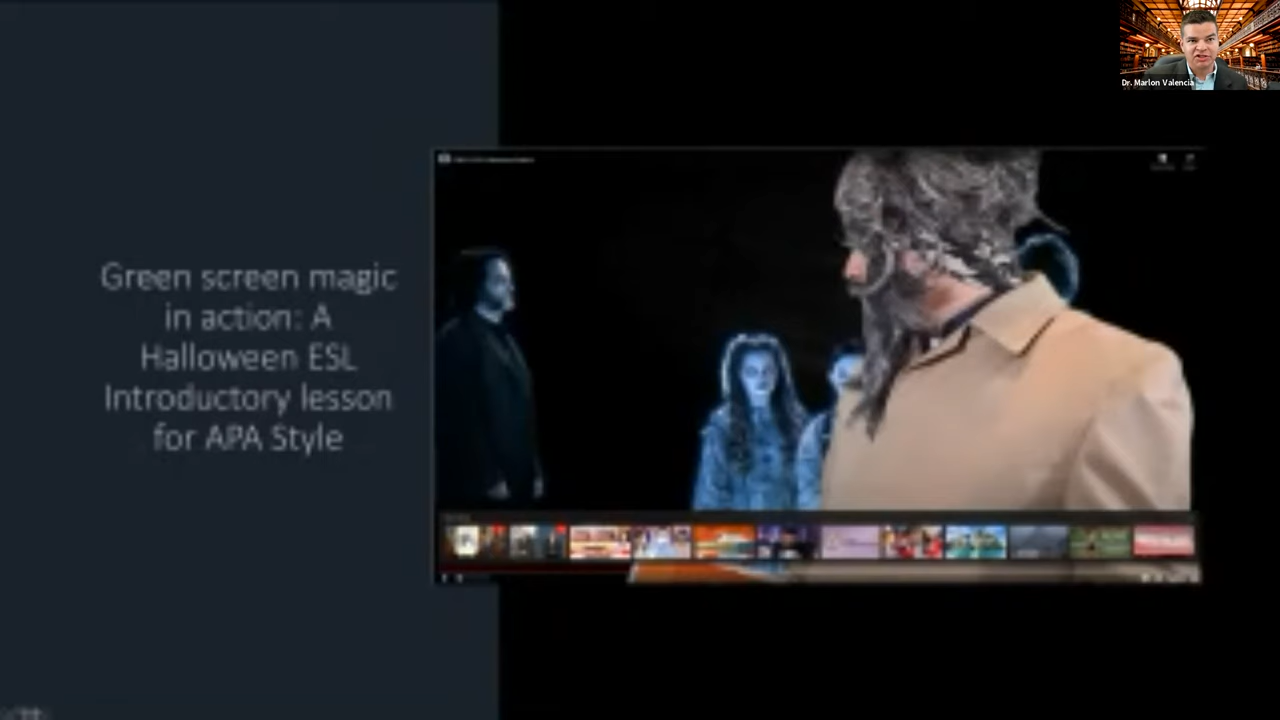 Dr. Marlon Valencia
Green screen magic
in action: A
Halloween ESL
Introductory lesson
for APA Style